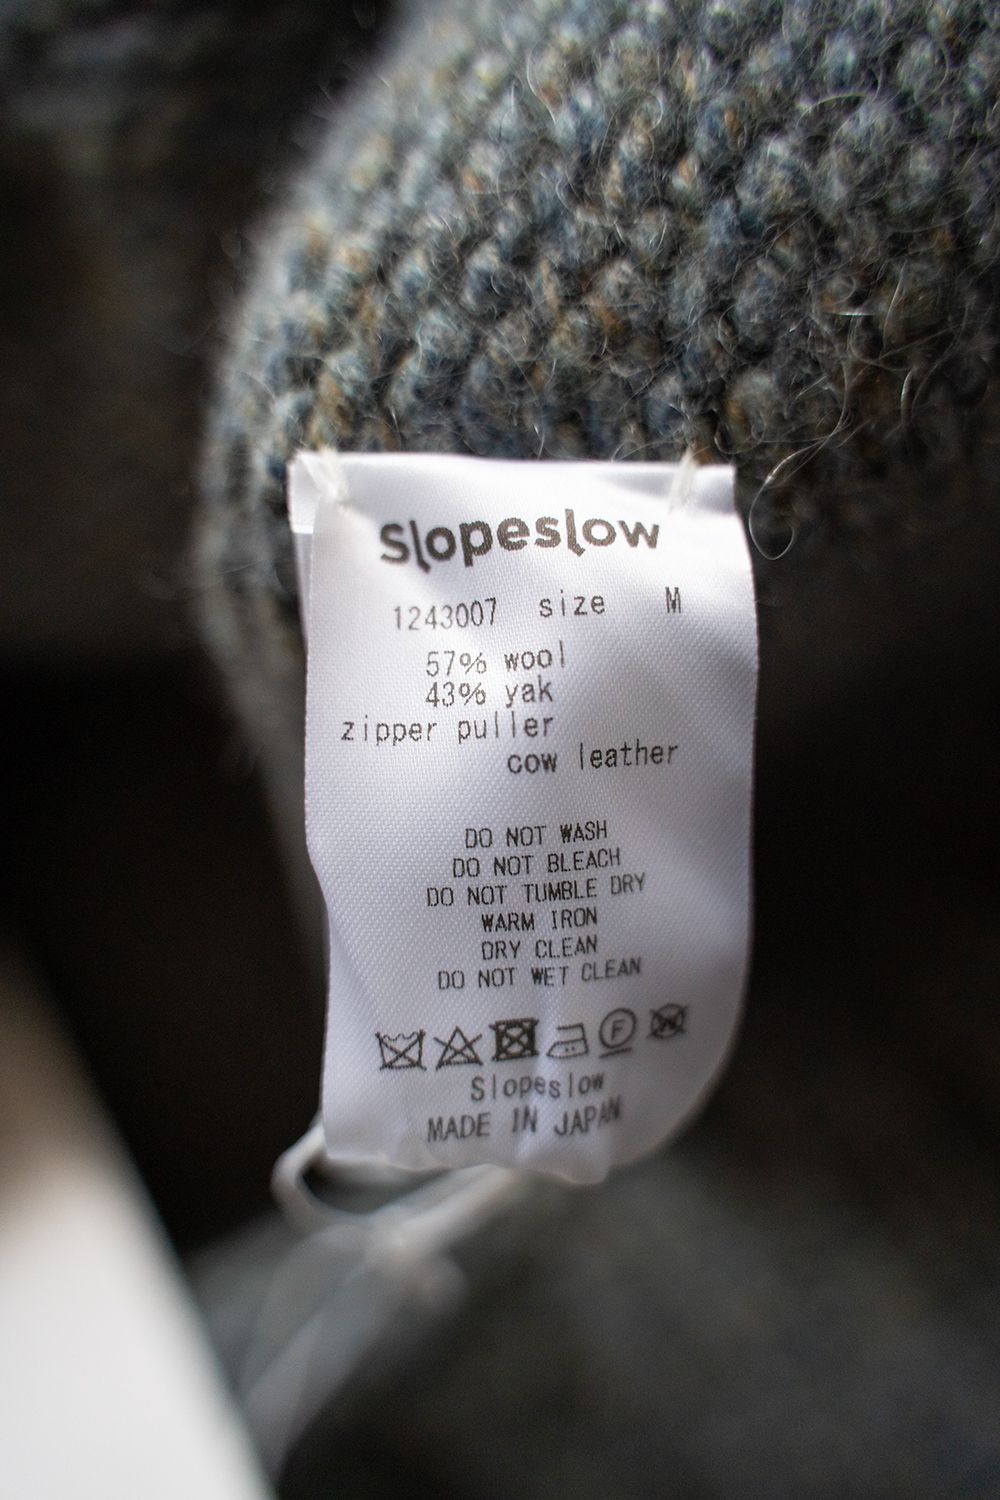 Slopeslow
1243007 size M
57% wool
43% yak
zipper puller
cow leather
DO NOT WASH
DO NOT BLEACH
DO NOT TUMBLE DRY
WARM IRON
DRY CLEAN
DO NOT WET CLEAN
F W
Slopeslow
MADE IN JAPAN